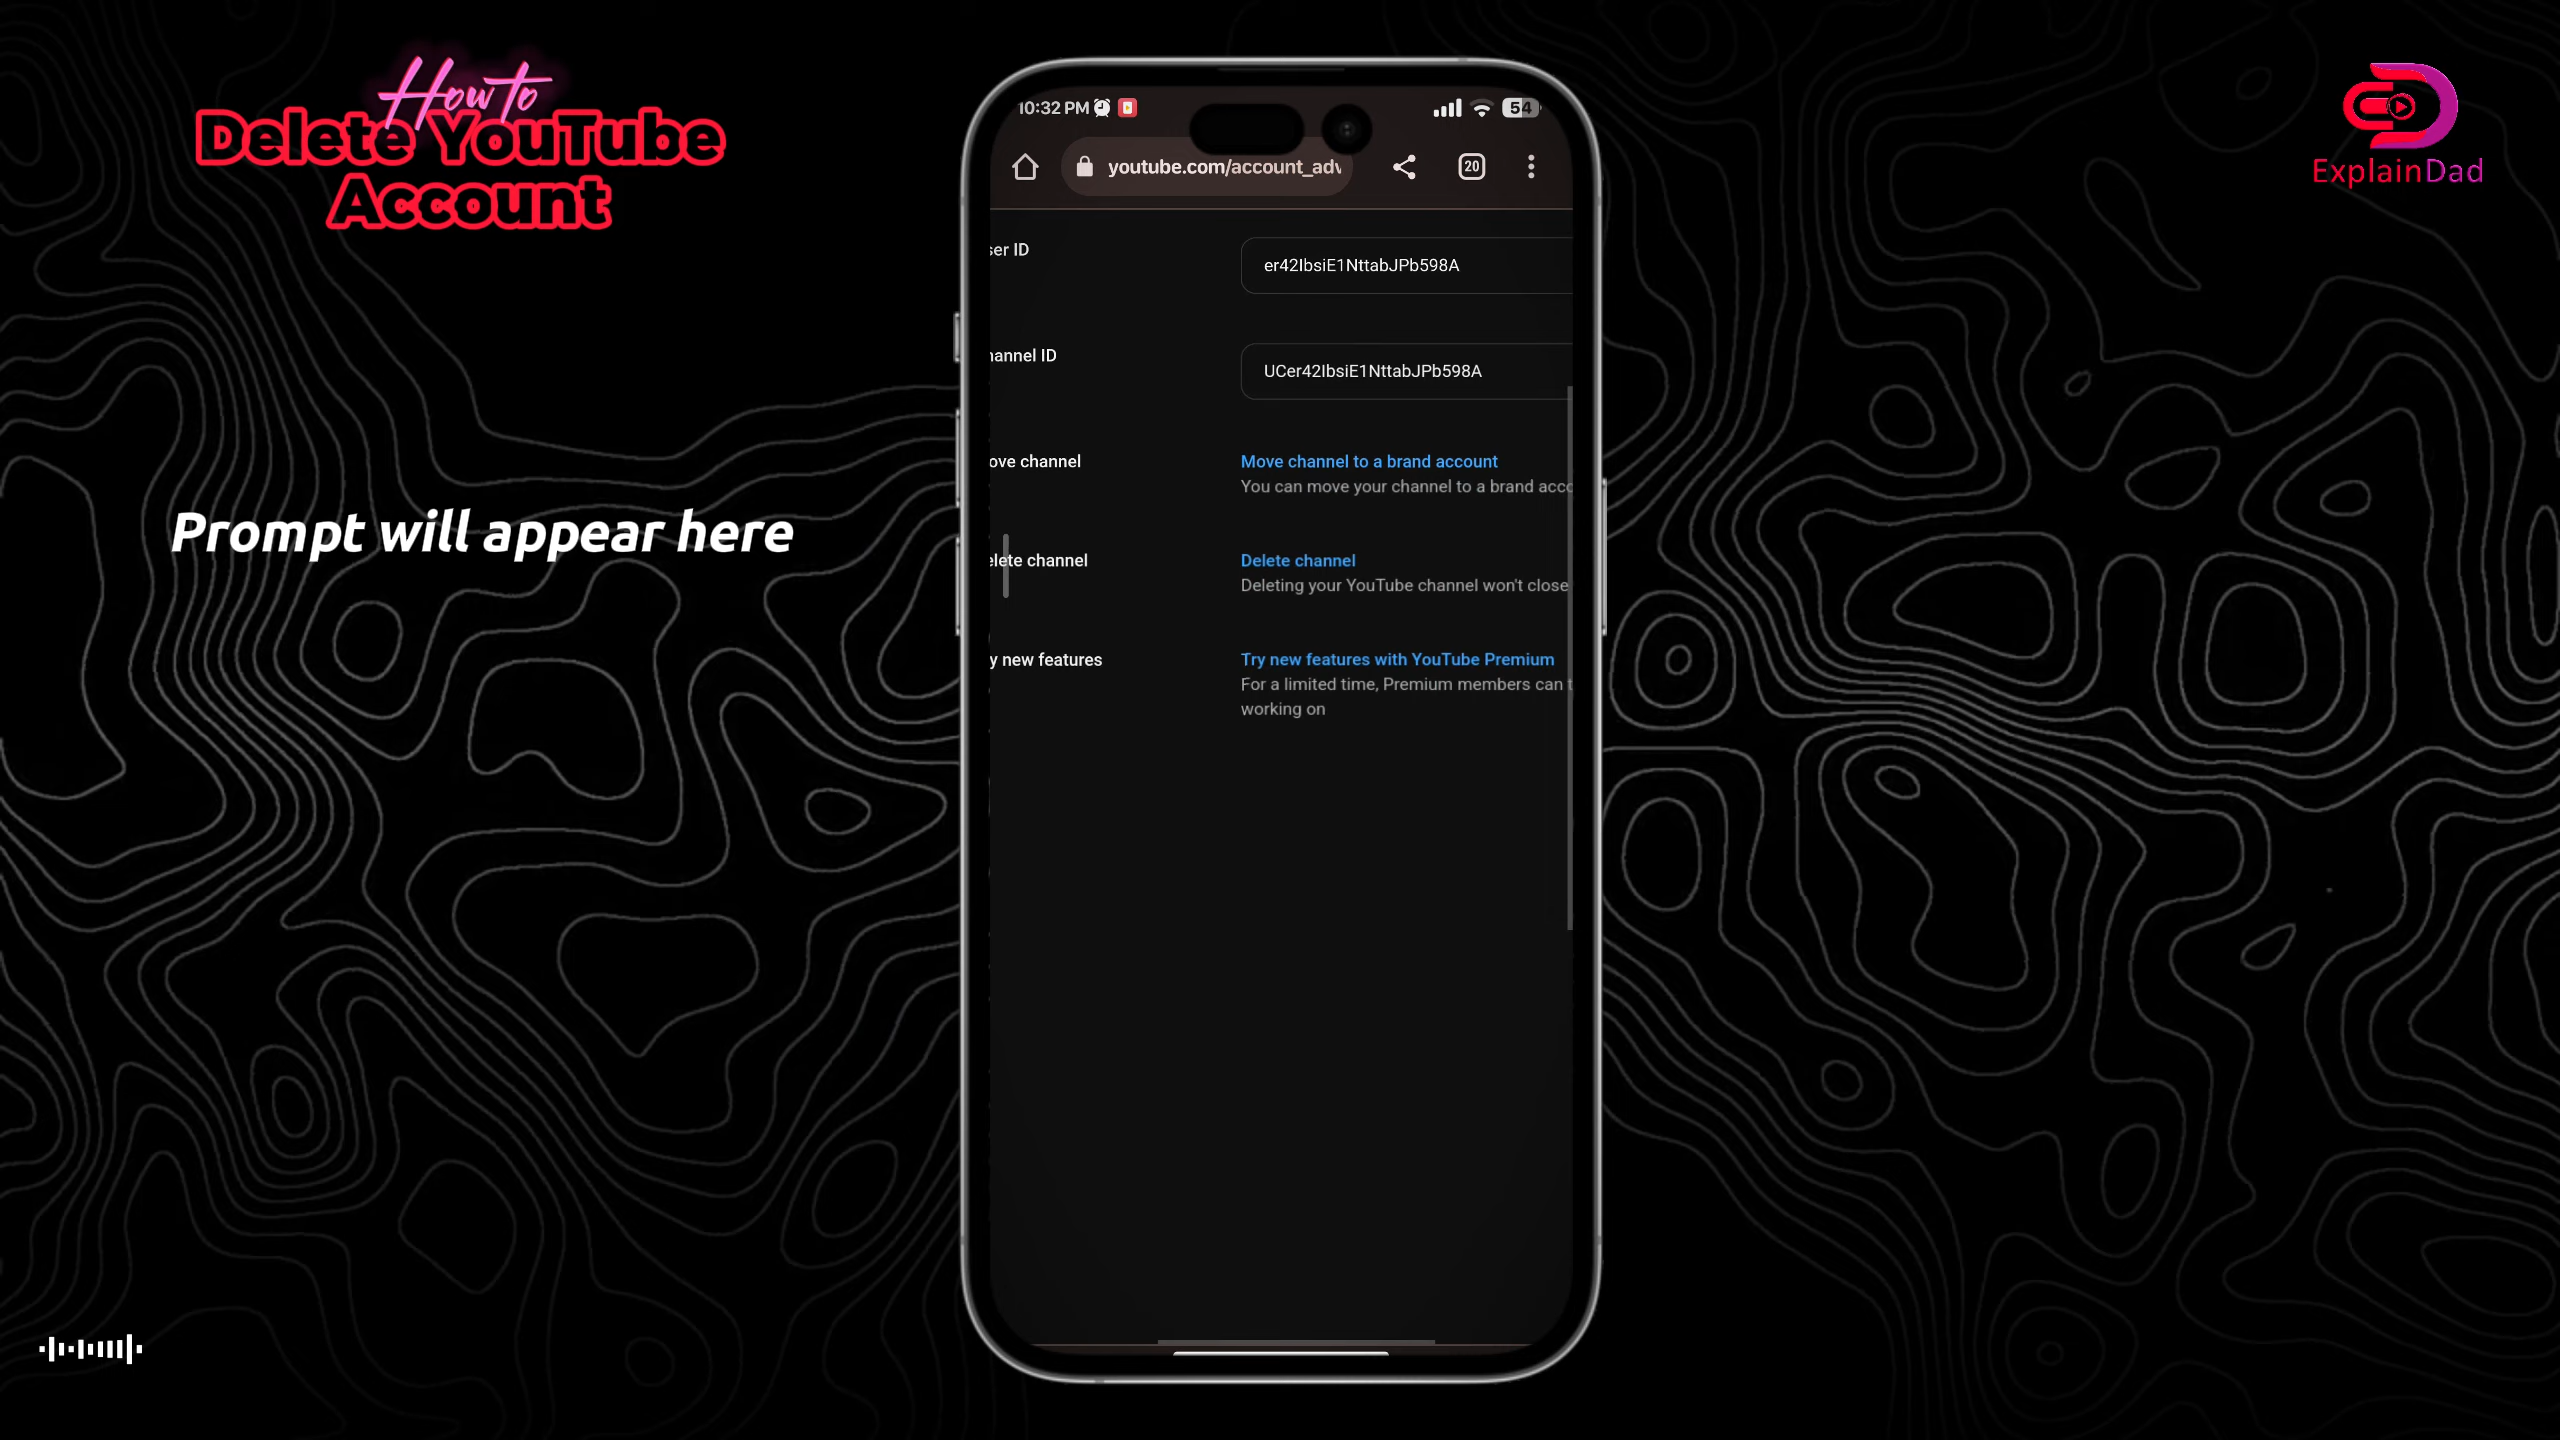 How to
Delete YouTube
Account
ExplainDad
Prompt will appear here
10:32 PM
54
youtube.com/account_adv
20
ser ID
er42IbsiE1NttabJPb598A
hannel ID
UCer42IbsiE1NttabJPb598A
ove channel
Move channel to a brand account
You can move your channel to a brand acco
elete channel
Delete channel
Deleting your YouTube channel won't close
y new features
Try new features with YouTube Premium
For a limited time, Premium members can t
working on